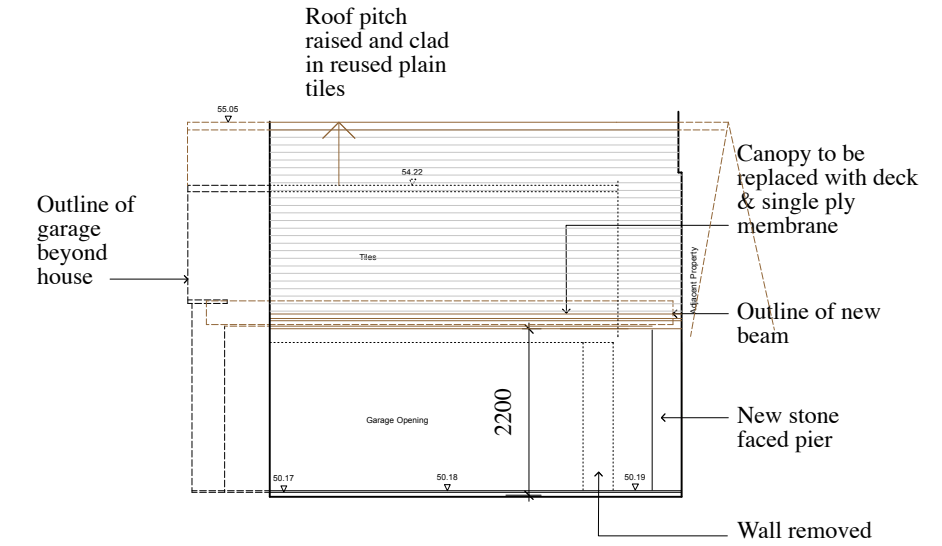 Roof pitch
raised and clad
in reused plain
tiles
55.05
Canopy to be
replaced with deck
& single ply
membrane
54.22
Outline of
garage
beyond
house
Tiles
Adjacent Property
Outline of new
beam
2200
Garage Opening
New stone
faced pier
50.17
50.18
50.19
Wall removed